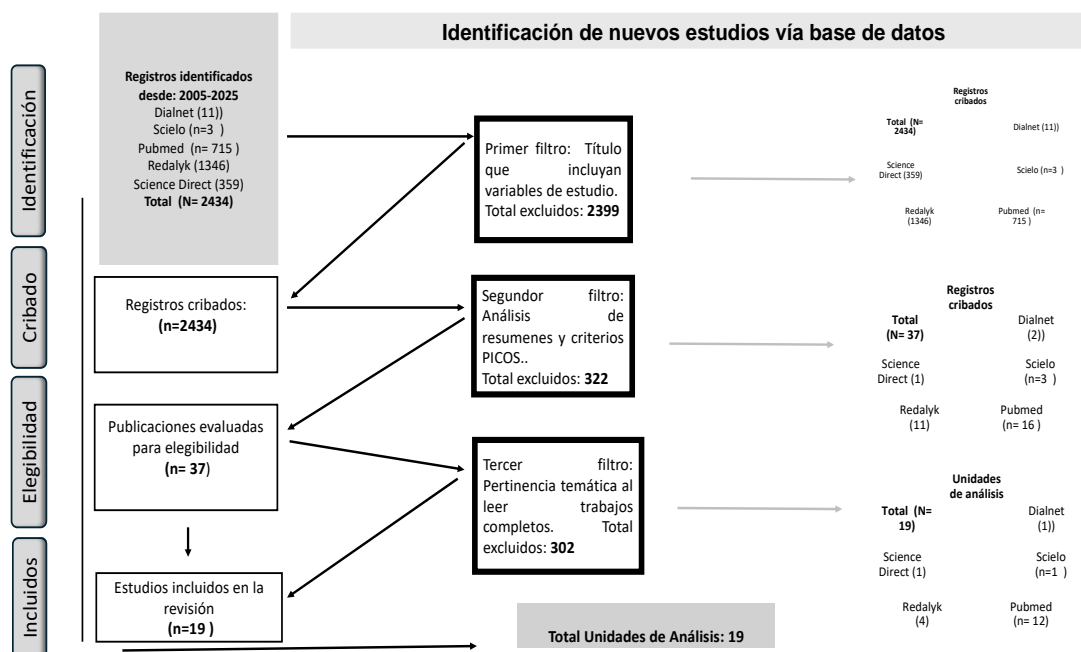 Identificación de nuevos estudios vía base de datos
Identificación
Registros identificados
desde: 2005-2025
Dialnet (11))
Scielo (n=3 )
Pubmed (n= 715 )
Redalyk (1346)
Science Direct (359)
Total (N= 2434)
Primer filtro: Título
que incluyan
variables de estudio.
Total excluidos: 2399
Registros
cribados
Total (N=
2434)
Dialnet (11))
Science
Direct (359)
Scielo (n=3 )
Redalyk
(1346)
Pubmed (n=
715 )
Cribado
Registros cribados:
(n=2434)
Segundor filtro:
Análisis de
resumenes y criterios
PICOS..
Total excluidos: 322
Registros
cribados
Total
(N= 37)
Dialnet
(2))
Science
Direct (1)
Scielo
(n=3 )
Redalyk
(11)
Pubmed
(n= 16 )
Elegibilidad
Publicaciones evaluadas
para elegibilidad
(n= 37)
Tercer filtro:
Pertinencia temática al
leer trabajos
completos. Total
excluidos: 302
Unidades
de análisis
Total (N=
19)
Dialnet
(1))
Science
Direct (1)
Scielo
(n=1 )
Redalyk
(4)
Pubmed
(n= 12)
Incluidos
Estudios incluidos en la
revisión
(n=19 )
Total Unidades de Análisis: 19